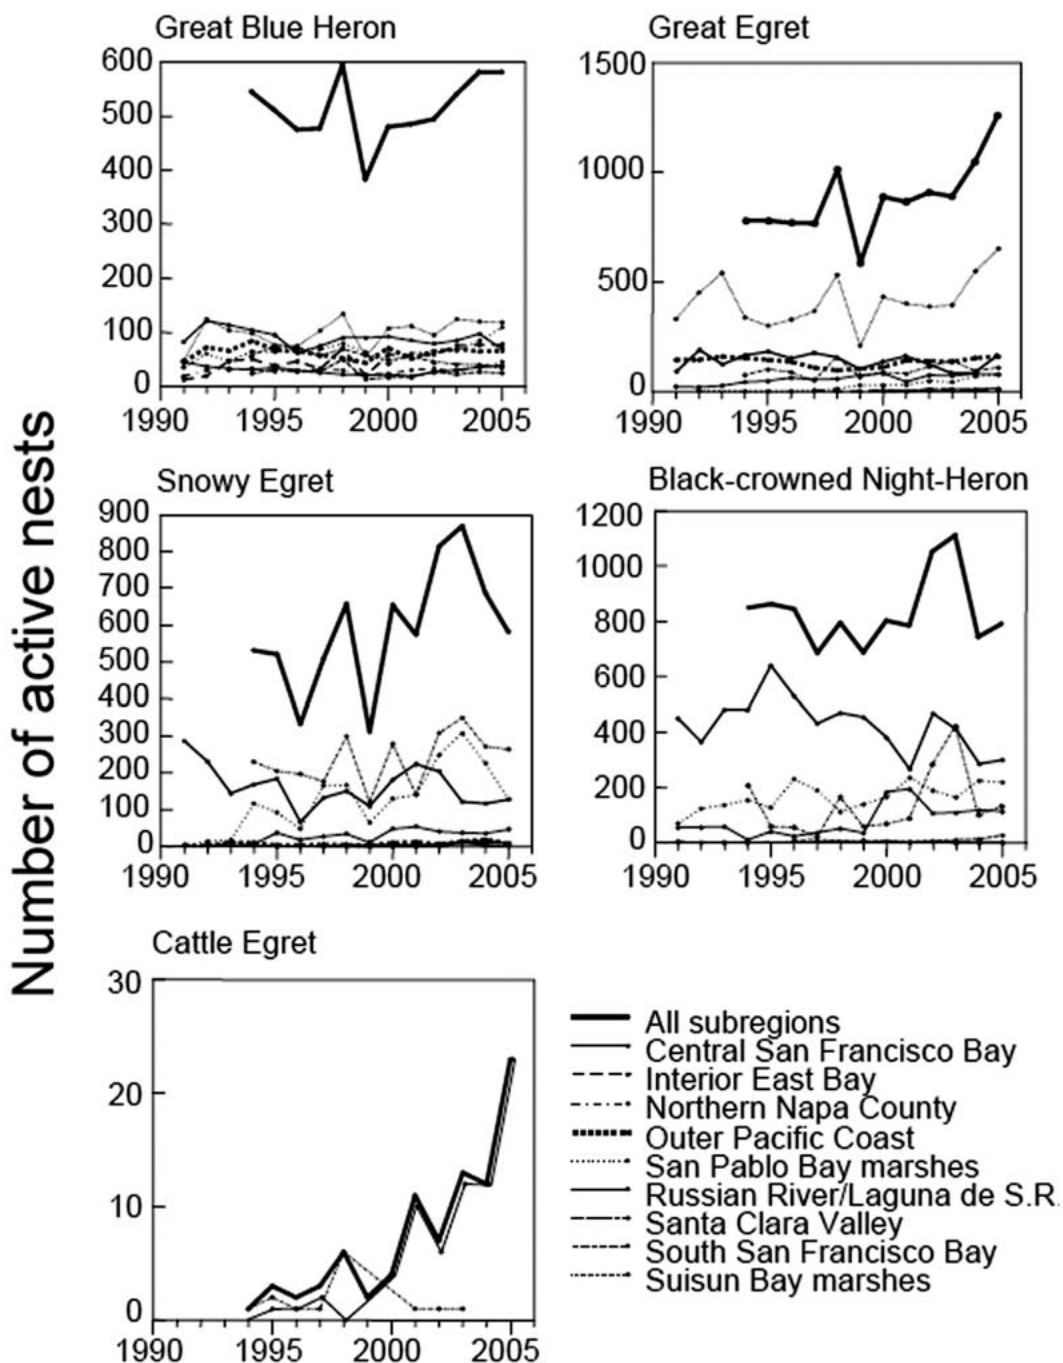 Number of active nests
Great Blue Heron
600
500
400
300
200
100
0
1990 1995 2000 2005
Great Egret
1500
1000
500
0
1990 1995 2000 2005
Snowy Egret
900
800
700
600
500
400
300
200
100
0
1990 1995 2000 2005
Black-crowned Night-Heron
1200
1000
800
600
400
200
0
1990 1995 2000 2005
Cattle Egret
30
20
10
0
1990 1995 2000 2005
All subregions
Central San Francisco Bay
Interior East Bay
Northern Napa County
Outer Pacific Coast
San Pablo Bay marshes
Russian River/Laguna de S.R.
Santa Clara Valley
South San Francisco Bay
Suisun Bay marshes